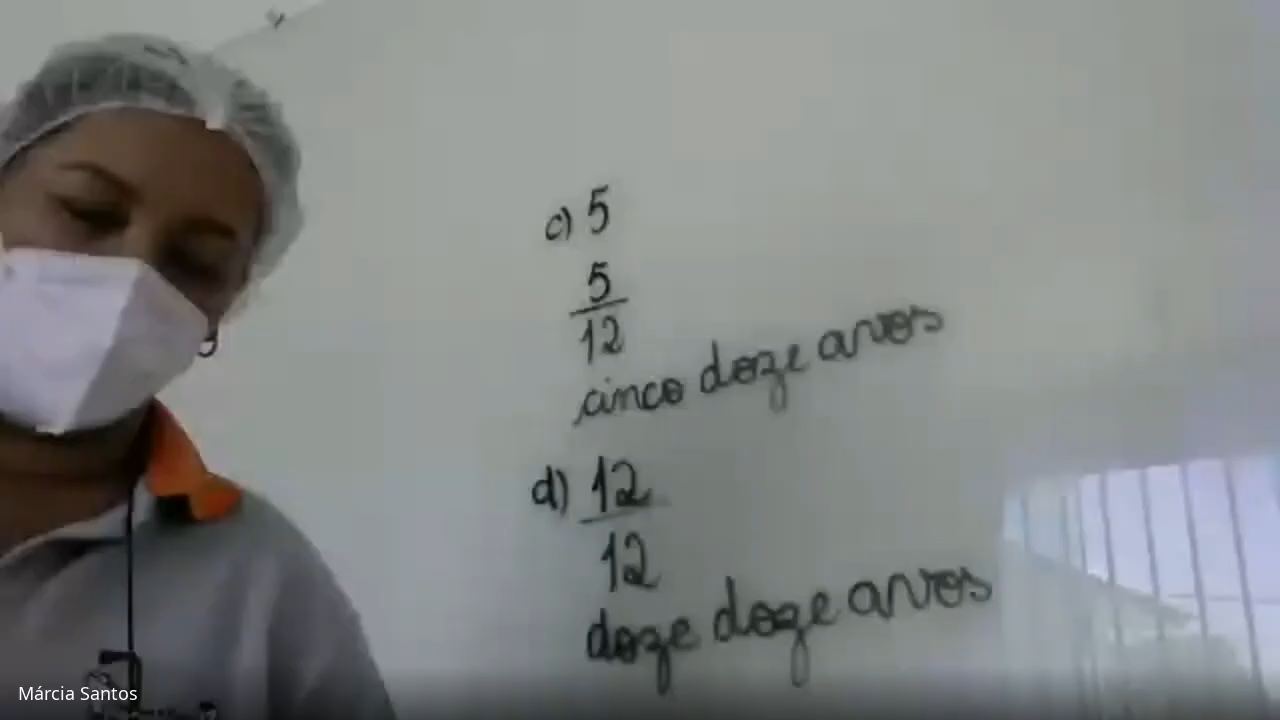 c) 5
5
12
cinco doze avos
d) 12
12
doze doze avos
Márcia Santos